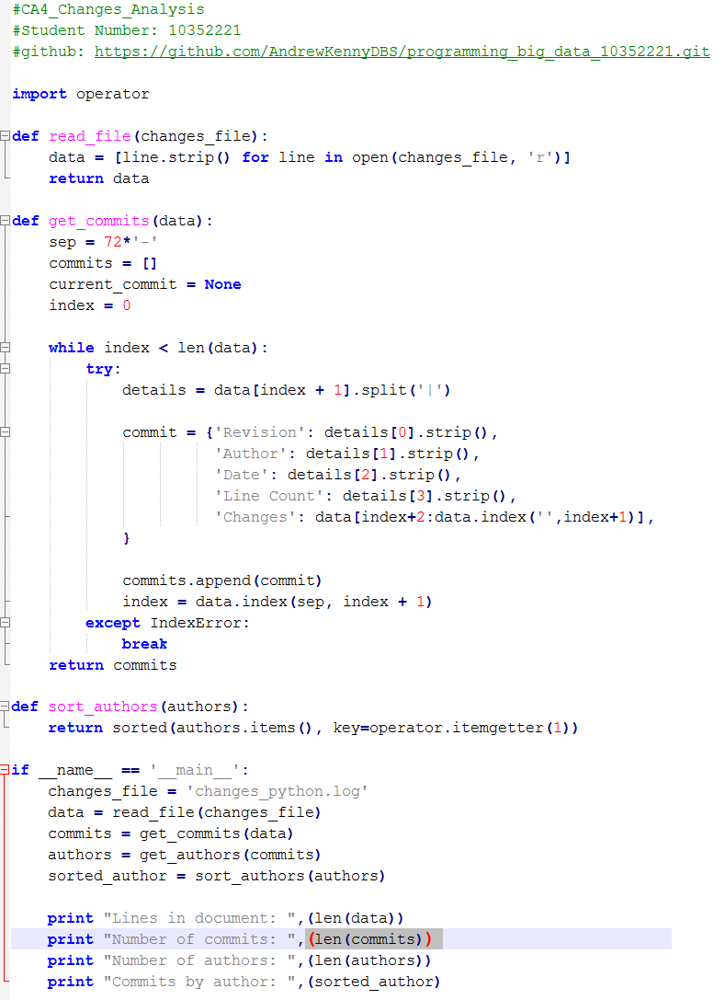 #CA4_Changes_Analysis
#Student Number: 10352221
#github: https://github.com/AndrewKennyDBS/programming_big_data_10352221.git
import operator
def read_file(changes_file):
    data = [line.strip() for line in open(changes_file, 'r')]
    return data
def get_commits(data):
    sep = 72*'-'
    commits = []
    current_commit = None
    index = 0
    while index < len(data):
        try:
            details = data[index + 1].split('|')
            commit = {'Revision': details[0].strip(),
                      'Author': details[1].strip(),
                      'Date': details[2].strip(),
                      'Line Count': details[3].strip(),
                      'Changes': data[index+2:data.index('',index+1)],
            }
            commits.append(commit)
            index = data.index(sep, index + 1)
        except IndexError:
            break
    return commits
def sort_authors(authors):
    return sorted(authors.items(), key=operator.itemgetter(1))
if __name__ == '__main__':
    changes_file = 'changes_python.log'
    data = read_file(changes_file)
    commits = get_commits(data)
    authors = get_authors(commits)
    sorted_author = sort_authors(authors)
    print "Lines in document: ",(len(data))
    print "Number of commits: ",(len(commits))
    print "Number of authors: ",(len(authors))
    print "Commits by author: ",(sorted_author)